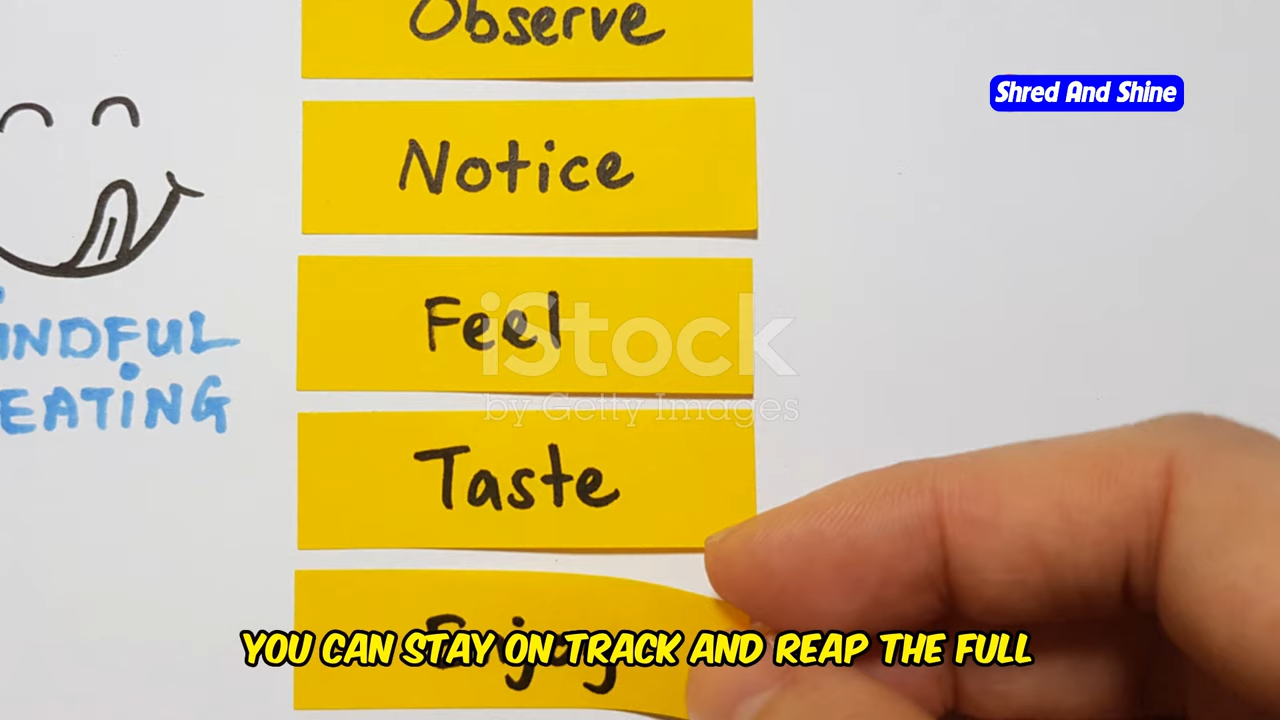 Observe
Shred And Shine
Notice
Feel
iStock
by Getty Images
INDFUL
EATING
Taste
Enjoy
YOU CAN STAY ON TRACK AND REAP THE FULL